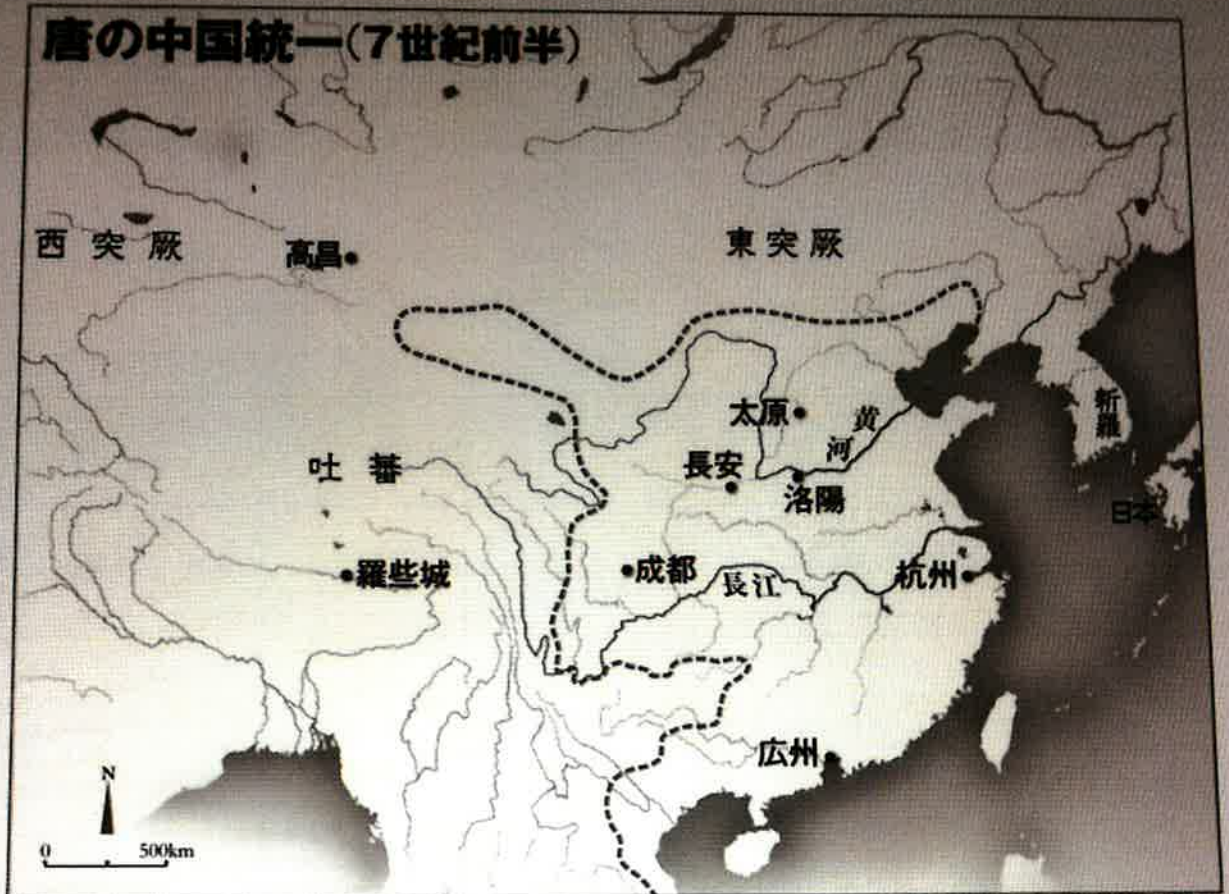 唐の中国統一(7世紀前半)
西突厥
高昌
東突厥
太原
黄河
新羅
吐蕃
長安
洛陽
日本
羅些城
成都
長江
杭州
広州
N
0 500km